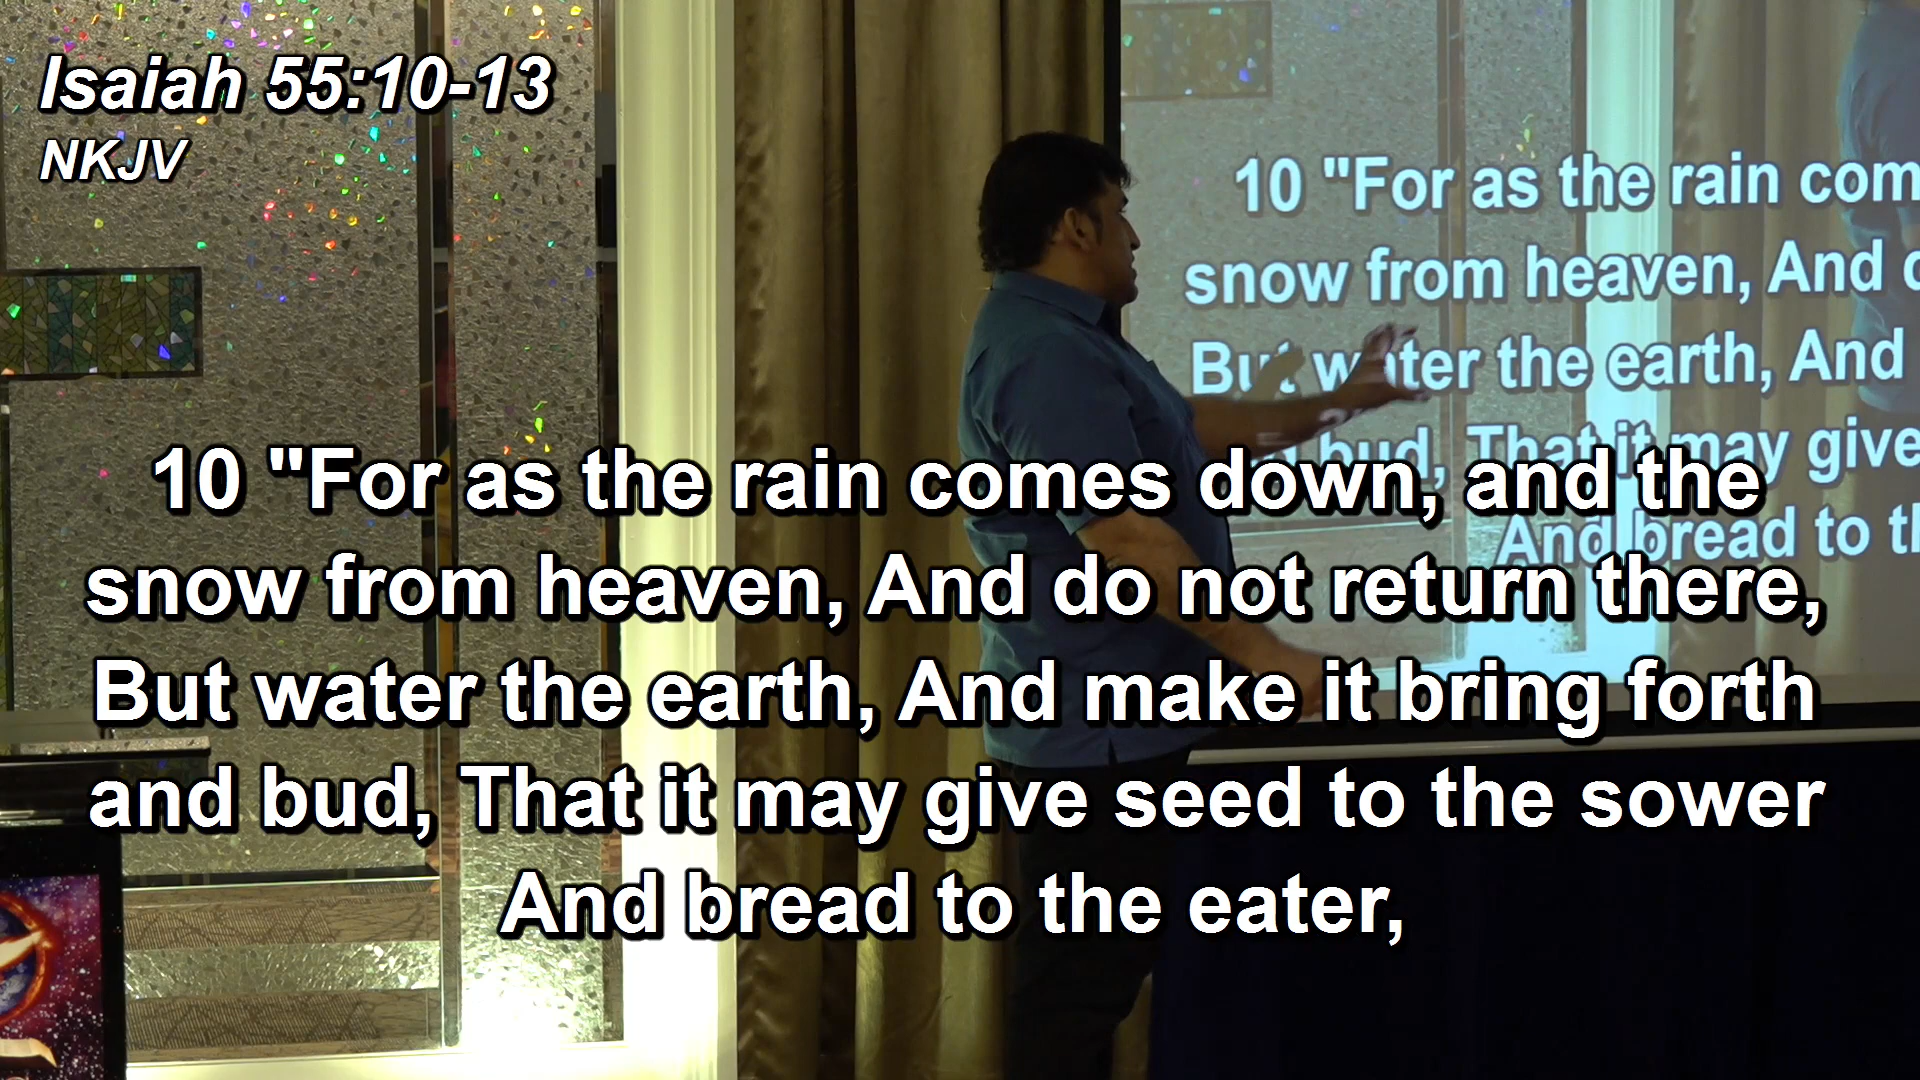 Isaiah 55:10-13
NKJV
10 "For as the rain com
snow from heaven, And
But water the earth, And
bud, That it may give
And bread to
10 "For as the rain comes down, and the
snow from heaven, And do not return there,
But water the earth, And make it bring forth
and bud, That it may give seed to the sower
And bread to the eater,